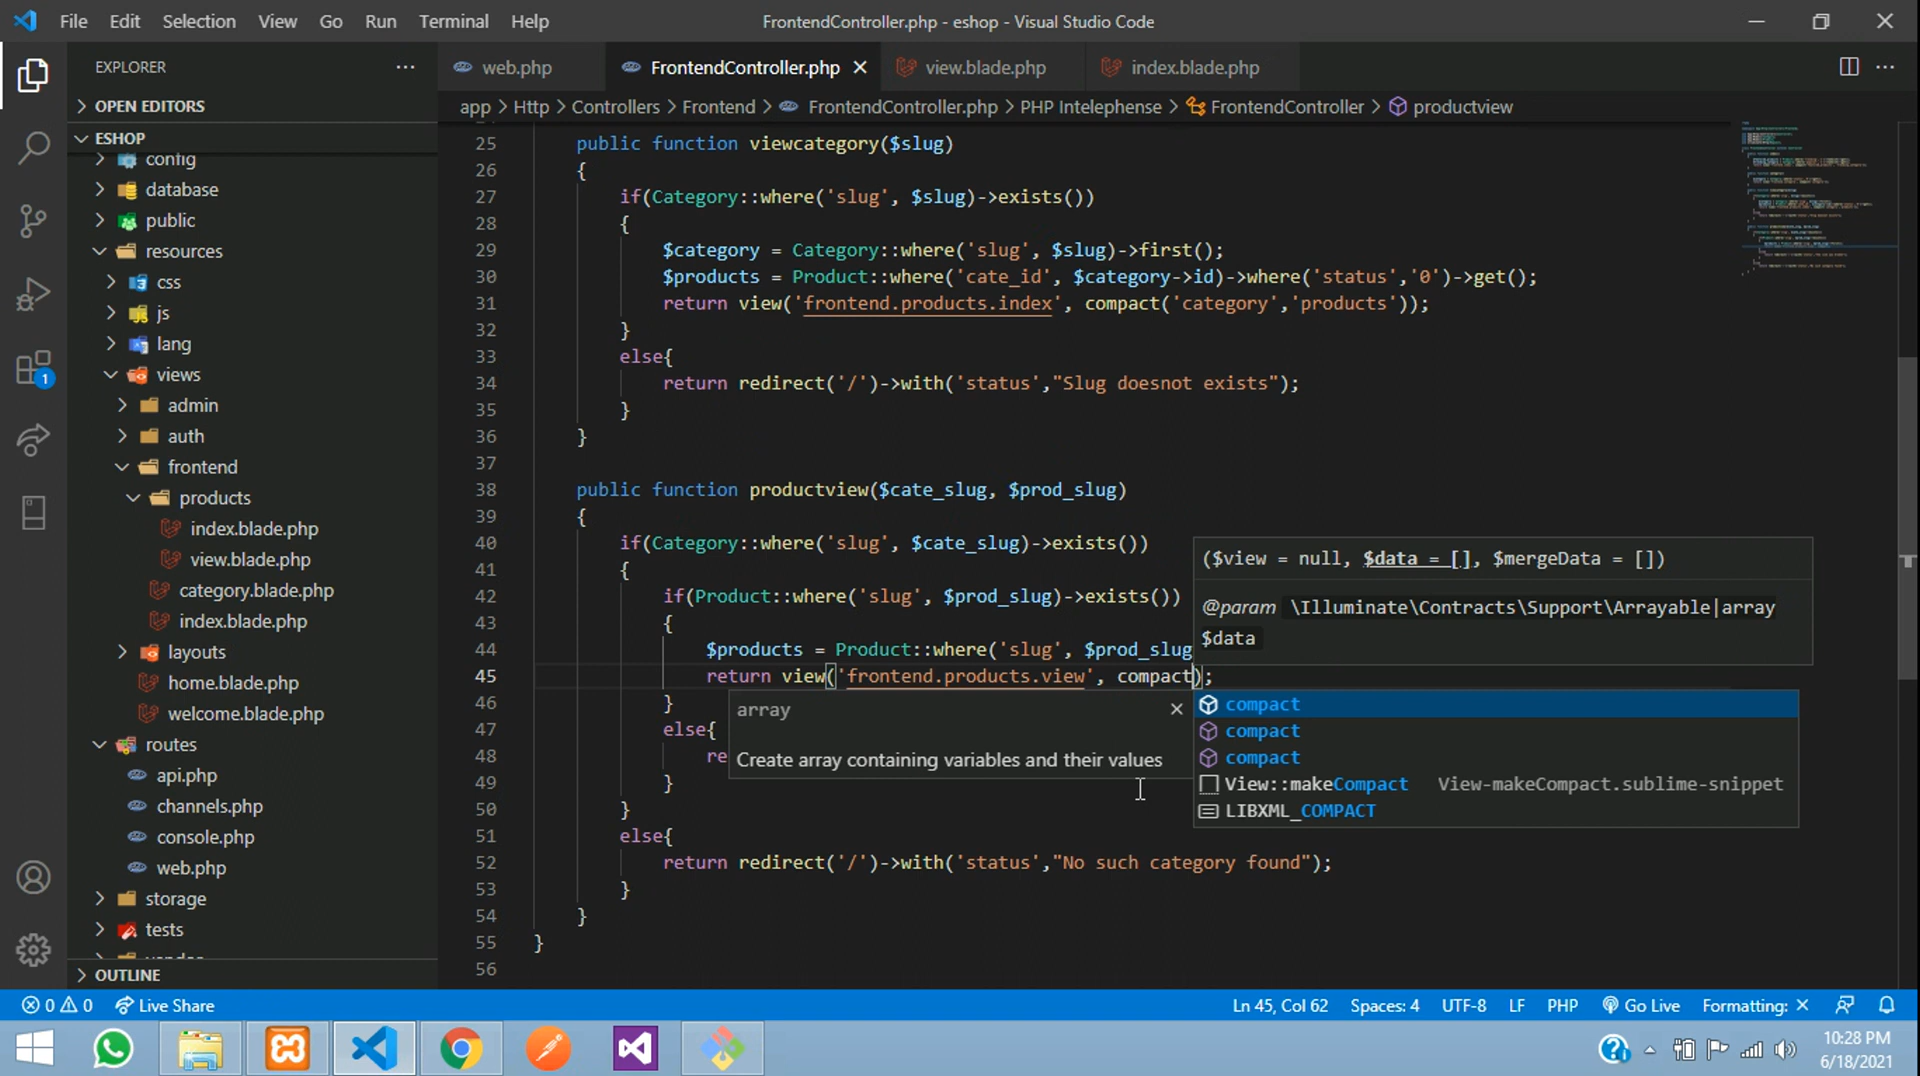 File Edit Selection View Go Run Terminal Help
FrontendController.php - eshop - Visual Studio Code
EXPLORER
web.php
FrontendController.php
view.blade.php
index.blade.php
OPEN EDITORS
app > Http > Controllers > Frontend > FrontendController.php > PHP Intelephense > FrontendController > productview
ESHOP
config
database
public
resources
css
js
lang
views
admin
auth
frontend
products
index.blade.php
view.blade.php
category.blade.php
index.blade.php
layouts
home.blade.php
welcome.blade.php
routes
api.php
channels.php
console.php
web.php
storage
tests
OUTLINE
1
25 public function viewcategory($slug)
26 {
27 if(Category::where('slug', $slug)->exists())
28 {
29 $category = Category::where('slug', $slug)->first();
30 $products = Product::where('cate_id', $category->id)->where('status','0')->get();
31 return view('frontend.products.index', compact('category','products'));
32 }
33 else{
34 return redirect('/')->with('status',"Slug doesnot exists");
35 }
36 }
37
38 public function productview($cate_slug, $prod_slug)
39 {
40 if(Category::where('slug', $cate_slug)->exists())
41 {
42 if(Product::where('slug', $prod_slug)->exists())
43 {
44 $products = Product::where('slug', $prod_slug
45 return view('frontend.products.view', compact);
46 }
47 else{
48 re
49 }
50 }
51 else{
52 return redirect('/')->with('status',"No such category found");
53 }
54 }
55 }
56
($view = null, $data = [], $mergeData = [])
@param \Illuminate\Contracts\Support\Arrayable|array
$data
array
Create array containing variables and their values
compact
compact
compact
View::makeCompact View-makeCompact.sublime-snippet
LIBXML_COMPACT
0 0 Live Share
Ln 45, Col 62 Spaces: 4 UTF-8 LF PHP Go Live Formatting: ×
10:28 PM
6/18/2021